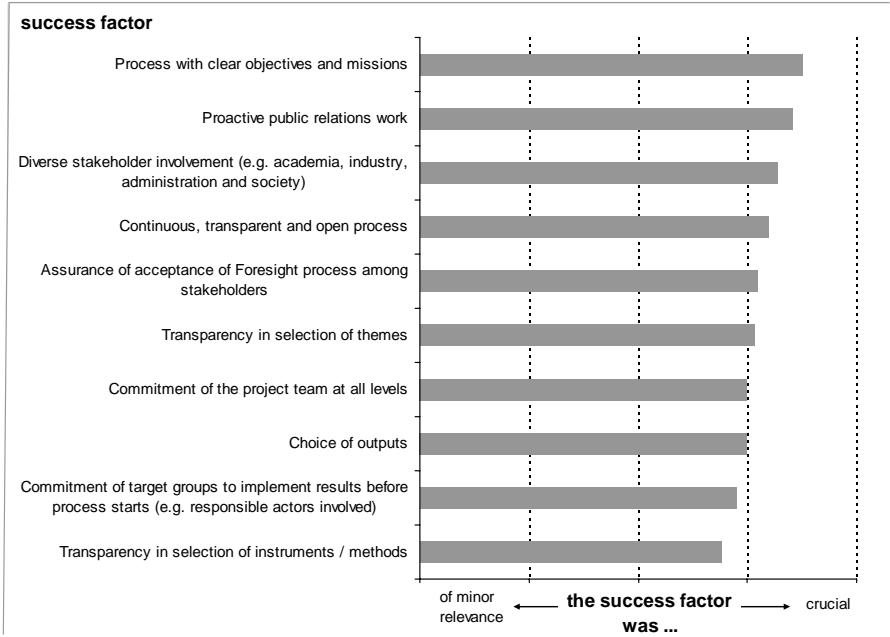 success factor
Process with clear objectives and missions
Proactive public relations work
Diverse stakeholder involvement (e.g. academia, industry,
administration and society)
Continuous, transparent and open process
Assurance of acceptance of Foresight process among
stakeholders
Transparency in selection of themes
Commitment of the project team at all levels
Choice of outputs
Commitment of target groups to implement results before
process starts (e.g. responsible actors involved)
Transparency in selection of instruments / methods
of minor
relevance
the success factor
was ...
crucial